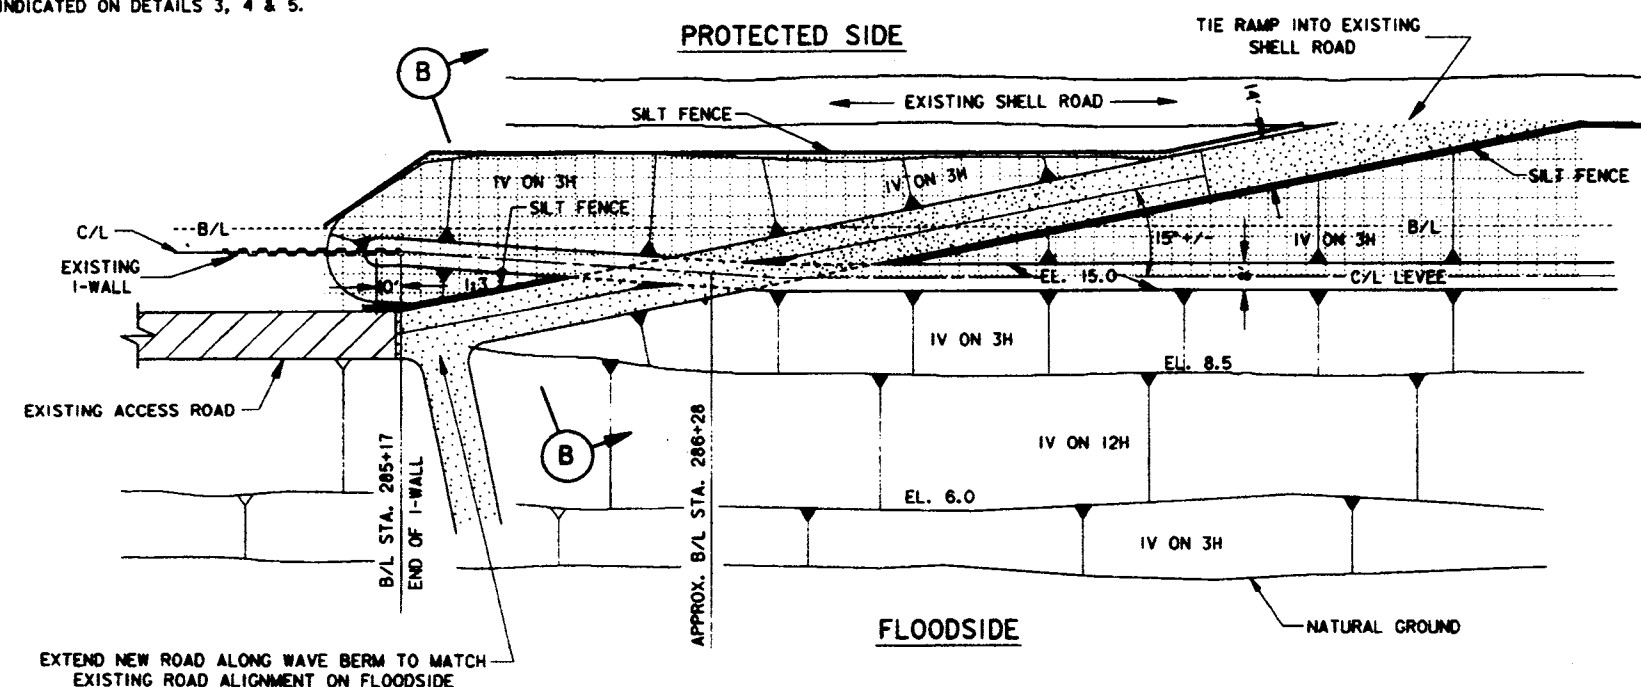 INDICATED ON DETAILS 3, 4 & 5.
PROTECTED SIDE
TIE RAMP INTO EXISTING
SHELL ROAD
B
EXISTING SHELL ROAD
14'
SILT FENCE
1V ON 3H
1V ON 3H
SILT FENCE
SILT FENCE
C/L
B/L
B/L
15°+/-
1V ON 3H
EXISTING
I-WALL
10'
1:3
EL. 15.0
C/L LEVEE
1V ON 3H
EL. 8.5
EXISTING ACCESS ROAD
B
1V ON 12H
B/L STA. 285+17
END OF I-WALL
APPROX. B/L STA. 286+28
EL. 6.0
1V ON 3H
FLOODSIDE
NATURAL GROUND
EXTEND NEW ROAD ALONG WAVE BERM TO MATCH
EXISTING ROAD ALIGNMENT ON FLOODSIDE